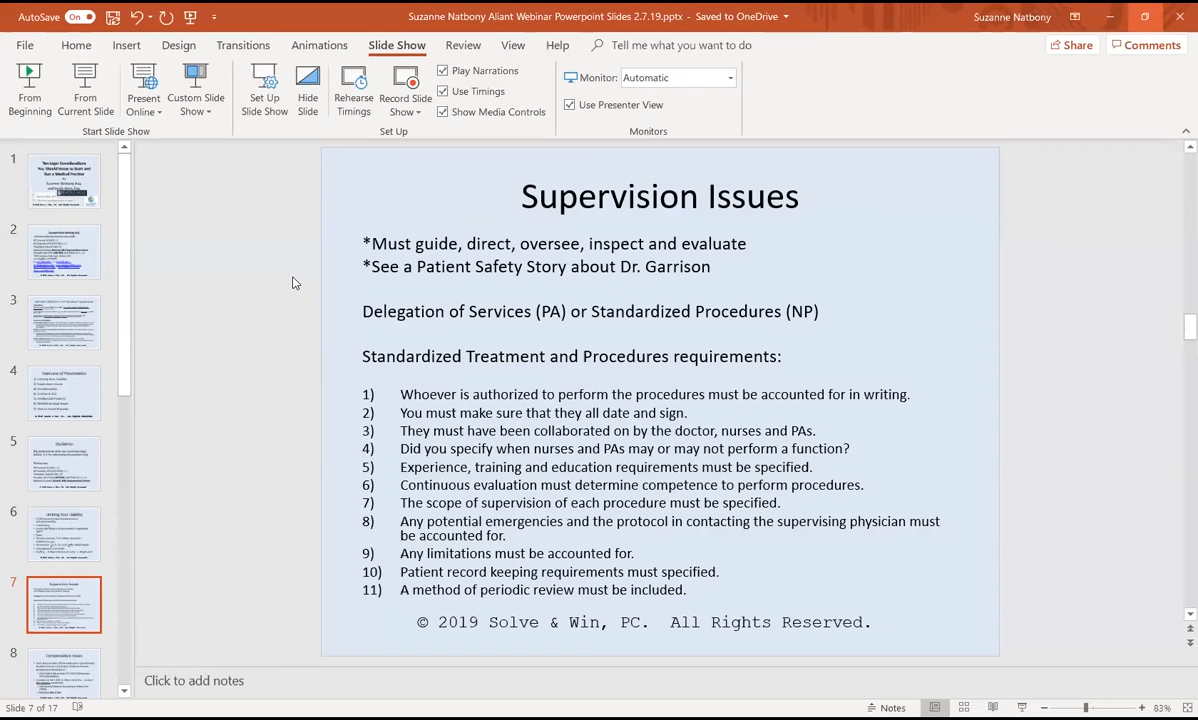 AutoSave On
Suzanne Natbony Aliant Webinar Powerpoint Slides 2.7.19.pptx - Saved to OneDrive
Suzanne Natbony
File Home Insert Design Transitions Animations Slide Show Review View Help Tell me what you want to do
Share Comments
From Beginning
From Current Slide
Present Online
Custom Slide Show
Set Up Slide Show
Hide Slide
Rehearse Timings
Record Slide Show
Play Narrations
Use Timings
Show Media Controls
Monitor: Automatic
Use Presenter View
Start Slide Show
Set Up
Monitors
1
2
3
4
5
6
7
8
Supervision Issues
*Must guide, direct, oversee, inspect and evaluate
*See a Patient Safety Story about Dr. Garrison
Delegation of Services (PA) or Standardized Procedures (NP)
Standardized Treatment and Procedures requirements:
1) Whoever is authorized to perform the procedures must be accounted for in writing.
2) You must make sure that they all date and sign.
3) They must have been collaborated on by the doctor, nurses and PAs.
4) Did you specify when nurses and PAs may or may not perform a function?
5) Experience, training and education requirements must be specified.
6) Continuous evaluation must determine competence to perform procedures.
7) The scope of supervision of each procedure must be specified.
8) Any potential emergencies and the protocol in contacting the supervising physician must
be accounted for.
9) Any limitations must be accounted for.
10) Patient record keeping requirements must specified.
11) A method of periodic review must be included.
© 2019 Solve & Win, PC. All Rights Reserved.
Click to add notes
Slide 7 of 17
Notes
83%